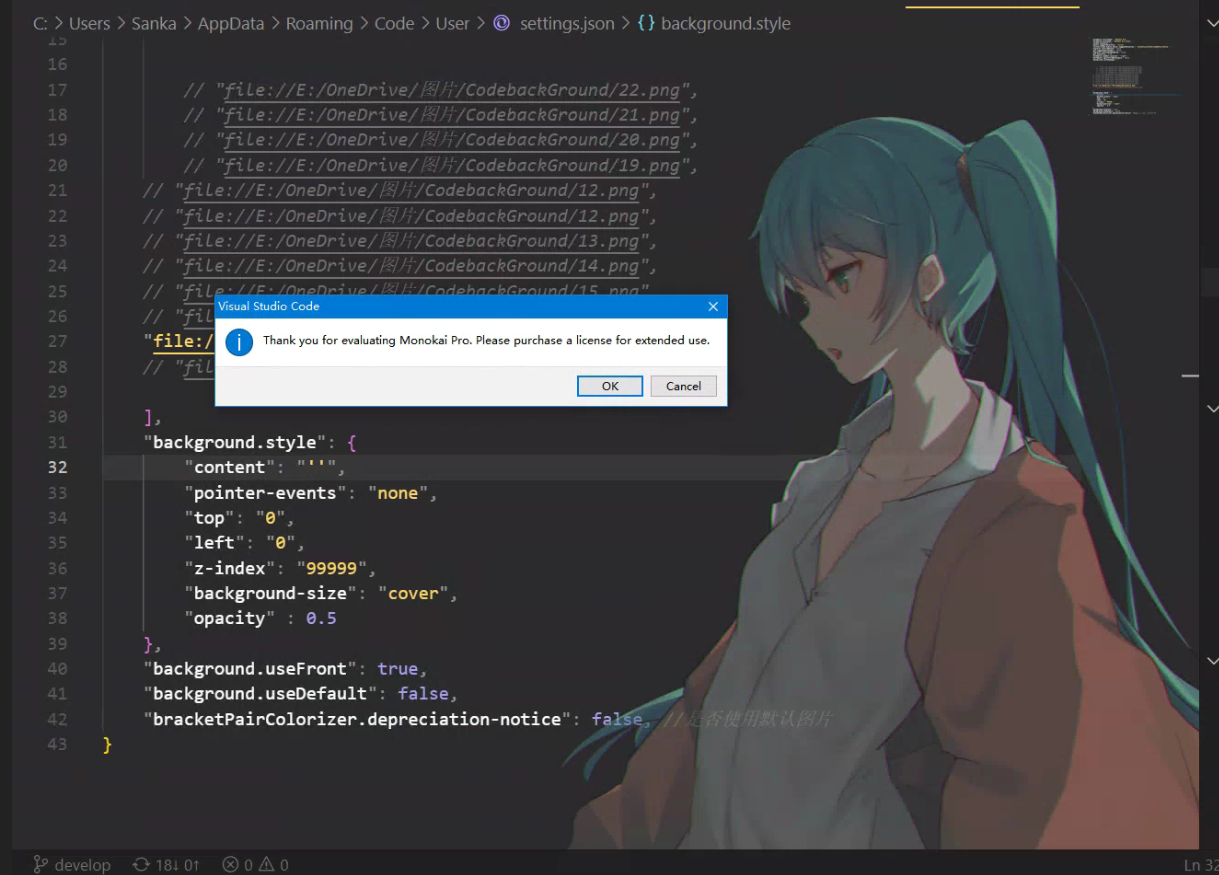 C: > Users > Sanka > AppData > Roaming > Code > User > settings.json > {} background.style
15
16
17 // "file://E:/OneDrive/图片/CodebackGround/22.png",
18 // "file://E:/OneDrive/图片/CodebackGround/21.png",
19 // "file://E:/OneDrive/图片/CodebackGround/20.png",
20 // "file://E:/OneDrive/图片/CodebackGround/19.png",
21 // "file://E:/OneDrive/图片/CodebackGround/12.png",
22 // "file://E:/OneDrive/图片/CodebackGround/12.png",
23 // "file://E:/OneDrive/图片/CodebackGround/13.png",
24 // "file://E:/OneDrive/图片/CodebackGround/14.png",
25 // "file://E:/OneDrive/图片/CodebackGround/15.png",
26 // "fil
27 "file:/
28 // "fil
Visual Studio Code
Thank you for evaluating Monokai Pro. Please purchase a license for extended use.
OK Cancel
29
30 ],
31 "background.style": {
32 "content": "''",
33 "pointer-events": "none",
34 "top": "0",
35 "left": "0",
36 "z-index": "99999",
37 "background-size": "cover",
38 "opacity" : 0.5
39 },
40 "background.useFront": true,
41 "background.useDefault": false,
42 "bracketPairColorizer.depreciation-notice": false, //是否使用默认图片
43 }
develop 18↓ 0↑ 0 0 Ln 32